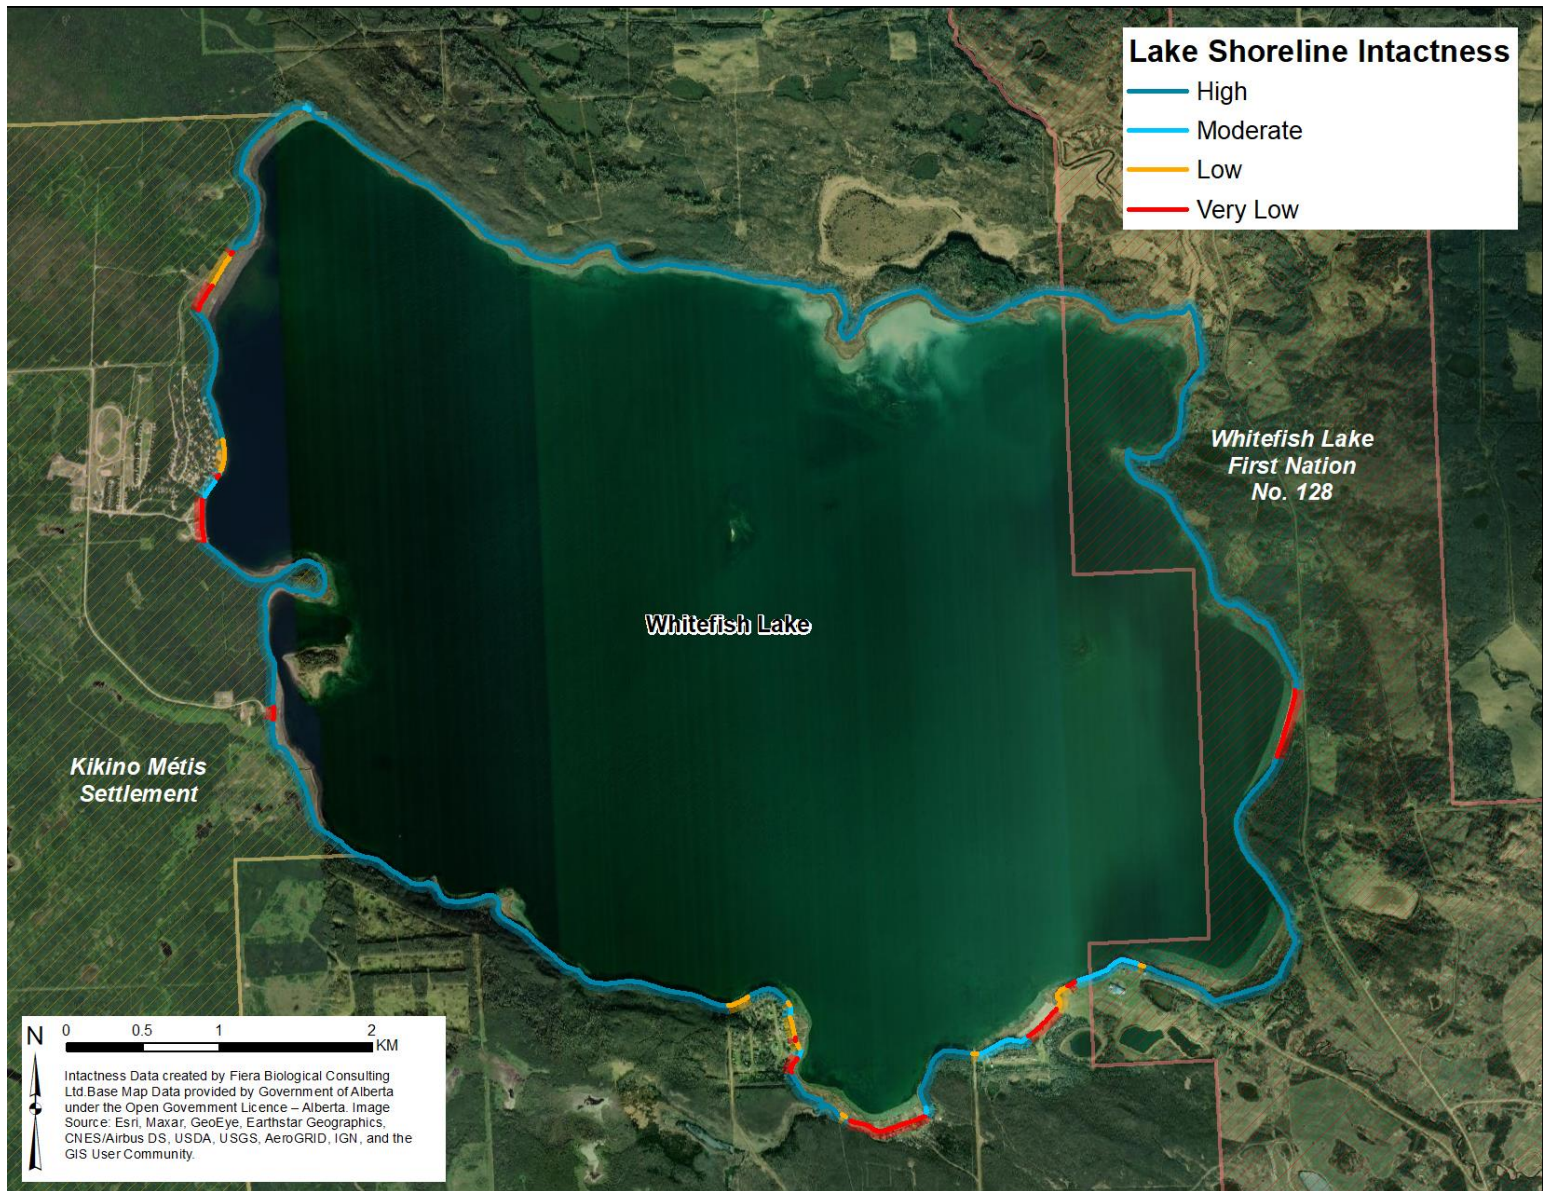 Lake Shoreline Intactness
High
Moderate
Low
Very Low
Whitefish Lake
First Nation
No. 128
Whitefish Lake
Kikino Métis
Settlement
N
0 0.5 1 2
KM
Intactness Data created by Fiera Biological Consulting
Ltd.Base Map Data provided by Government of Alberta
under the Open Government Licence – Alberta. Image
Source: Esri, Maxar, GeoEye, Earthstar Geographics,
CNES/Airbus DS, USDA, USGS, AeroGRID, IGN, and the
GIS User Community.